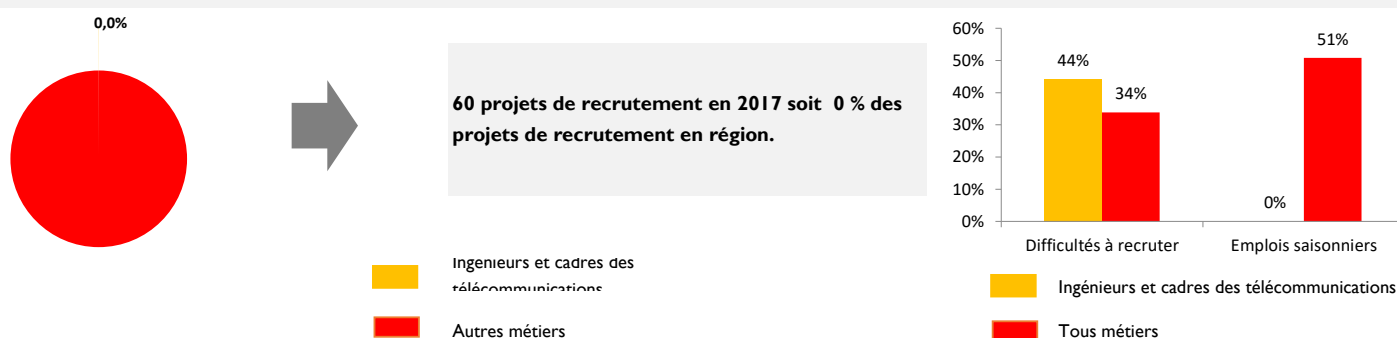 0,0%
60 projets de recrutement en 2017 soit 0 % des
projets de recrutement en région.
Ingénieurs et cadres des
télécommunications
Autres métiers
60%
50%
40%
30%
20%
10%
0%
44%
34%
0%
51%
Difficultés à recruter
Emplois saisonniers
Ingénieurs et cadres des télécommunications
Tous métiers